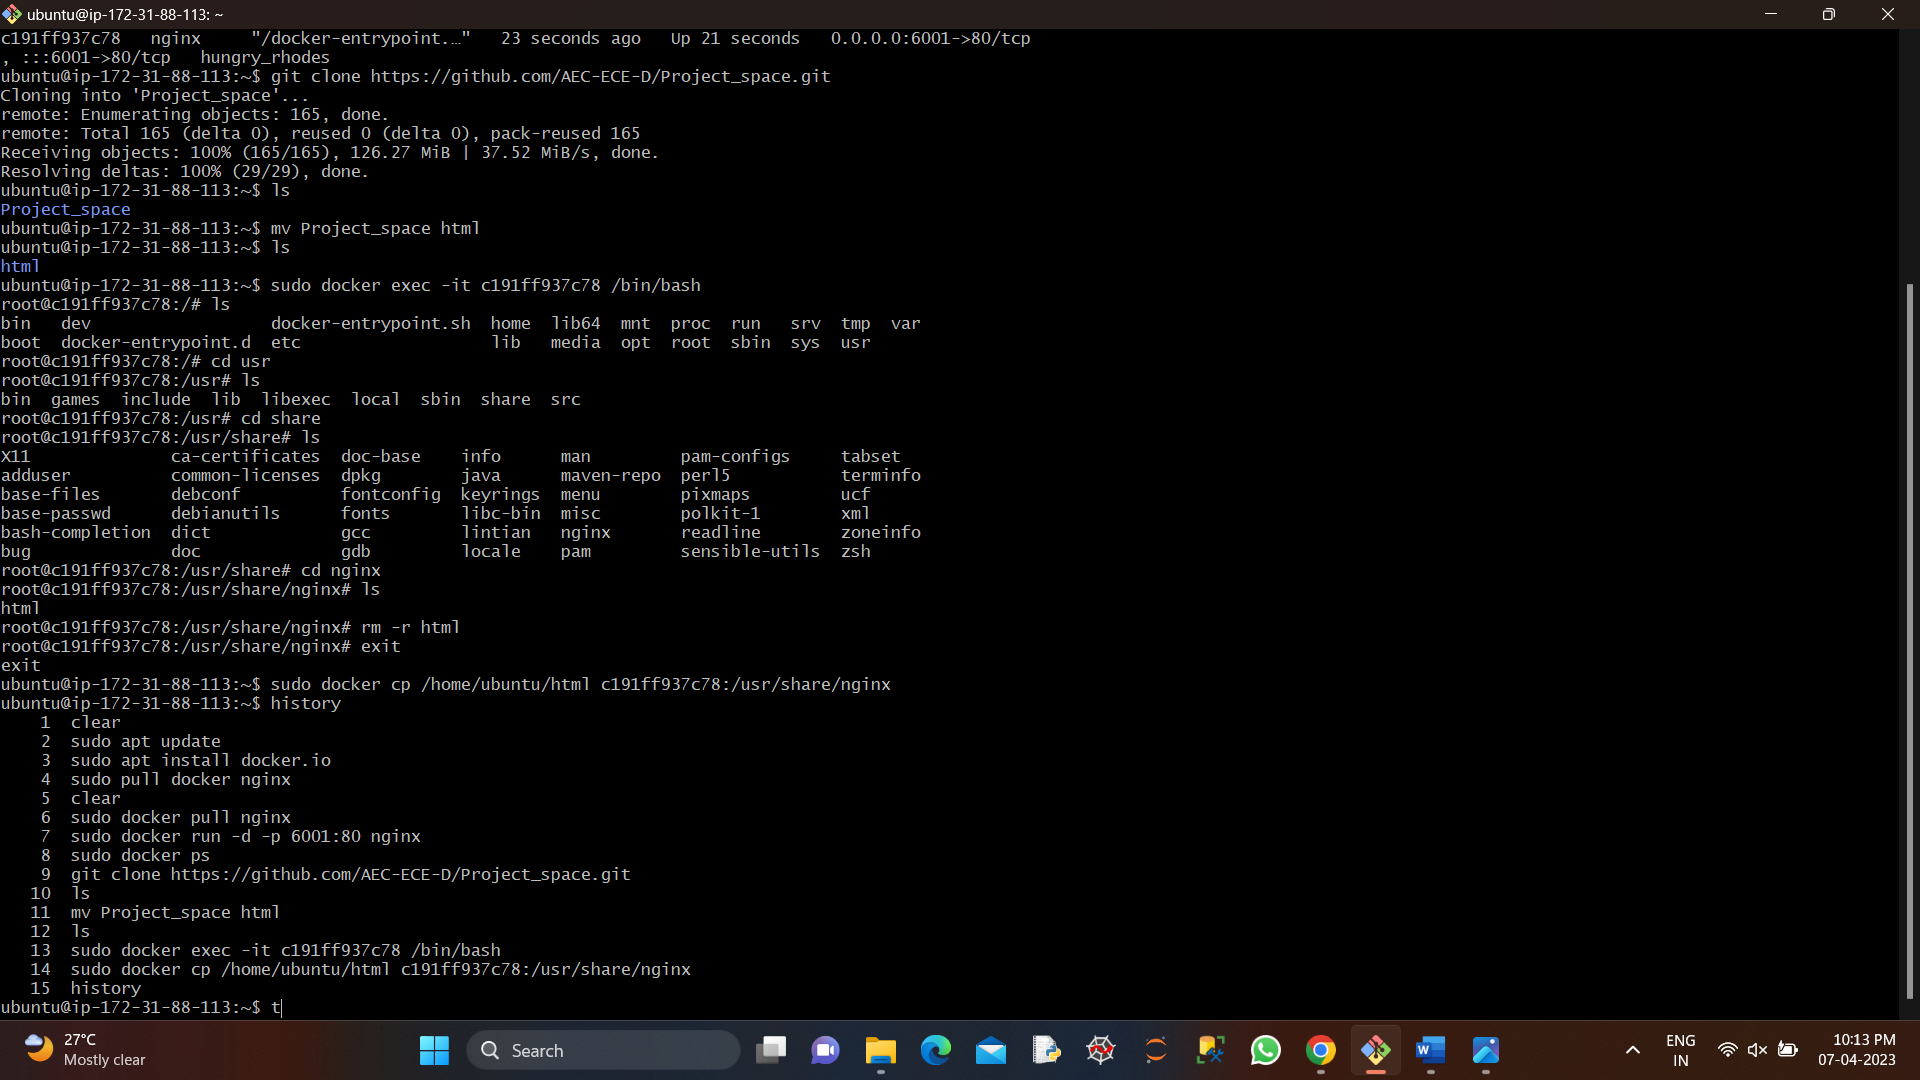 ubuntu@ip-172-31-88-113: ~
c191ff937c78   nginx     "/docker-entrypoint.…"   23 seconds ago   Up 21 seconds   0.0.0.0:6001->80/tcp
, :::6001->80/tcp   hungry_rhodes
ubuntu@ip-172-31-88-113:~$ git clone https://github.com/AEC-ECE-D/Project_space.git
Cloning into 'Project_space'...
remote: Enumerating objects: 165, done.
remote: Total 165 (delta 0), reused 0 (delta 0), pack-reused 165
Receiving objects: 100% (165/165), 126.27 MiB | 37.52 MiB/s, done.
Resolving deltas: 100% (29/29), done.
ubuntu@ip-172-31-88-113:~$ ls
Project_space
ubuntu@ip-172-31-88-113:~$ mv Project_space html
ubuntu@ip-172-31-88-113:~$ ls
html
ubuntu@ip-172-31-88-113:~$ sudo docker exec -it c191ff937c78 /bin/bash
root@c191ff937c78:/# ls
bin   dev                  docker-entrypoint.sh  home  lib64  mnt  proc  run   srv  tmp  var
boot  docker-entrypoint.d  etc                   lib   media  opt  root  sbin  sys  usr
root@c191ff937c78:/# cd usr
root@c191ff937c78:/usr# ls
bin  games  include  lib  libexec  local  sbin  share  src
root@c191ff937c78:/usr# cd share
root@c191ff937c78:/usr/share# ls
X11              ca-certificates  doc-base    info      man         pam-configs     tabset
adduser          common-licenses  dpkg        java      maven-repo  perl5           terminfo
base-files       debconf          fontconfig  keyrings  menu        pixmaps         ucf
base-passwd      debianutils      fonts       libc-bin  misc        polkit-1        xml
bash-completion  dict             gcc         lintian   nginx       readline        zoneinfo
bug              doc              gdb         locale    pam         sensible-utils  zsh
root@c191ff937c78:/usr/share# cd nginx
root@c191ff937c78:/usr/share/nginx# ls
html
root@c191ff937c78:/usr/share/nginx# rm -r html
root@c191ff937c78:/usr/share/nginx# exit
exit
ubuntu@ip-172-31-88-113:~$ sudo docker cp /home/ubuntu/html c191ff937c78:/usr/share/nginx
ubuntu@ip-172-31-88-113:~$ history
    1  clear
    2  sudo apt update
    3  sudo apt install docker.io
    4  sudo pull docker nginx
    5  clear
    6  sudo docker pull nginx
    7  sudo docker run -d -p 6001:80 nginx
    8  sudo docker ps
    9  git clone https://github.com/AEC-ECE-D/Project_space.git
   10  ls
   11  mv Project_space html
   12  ls
   13  sudo docker exec -it c191ff937c78 /bin/bash
   14  sudo docker cp /home/ubuntu/html c191ff937c78:/usr/share/nginx
   15  history
ubuntu@ip-172-31-88-113:~$ t
27°C
Mostly clear
Search
ENG
IN
10:13 PM
07-04-2023